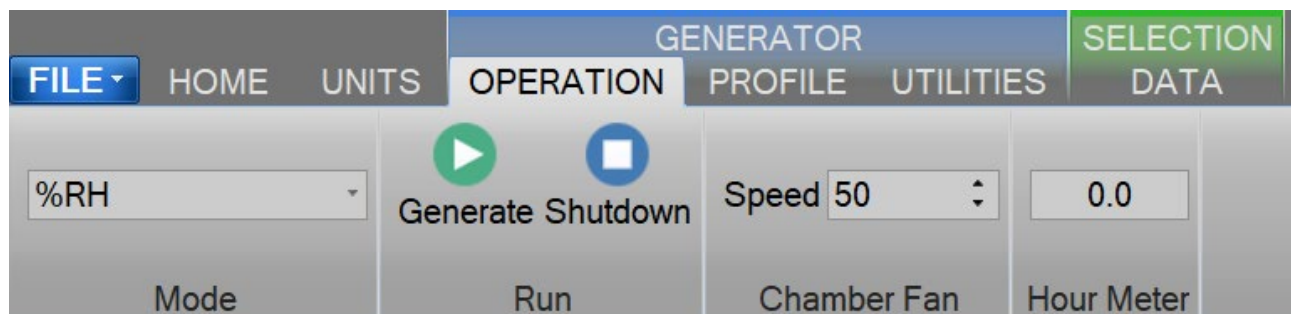 GENERATOR SELECTION
FILE HOME UNITS OPERATION PROFILE UTILITIES DATA
%RH Generate Shutdown Speed 50 0.0
Mode Run Chamber Fan Hour Meter